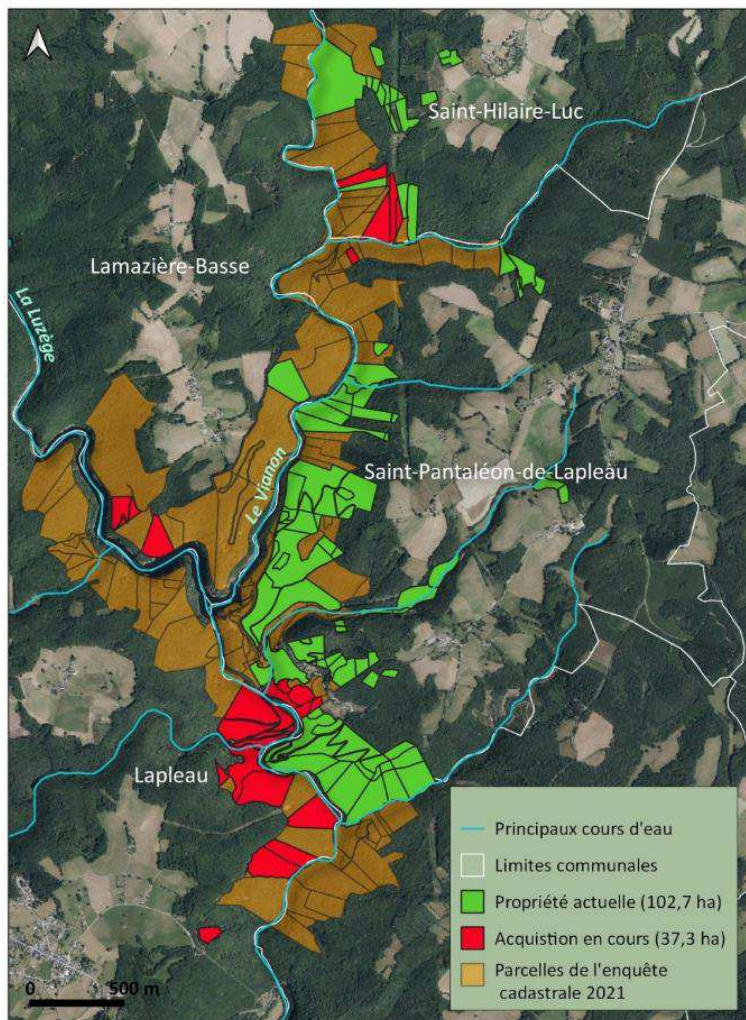 Saint-Hilaire-Luc
Lamazière-Basse
La Luzège
Le Vianon
Saint-Pantaléon-de-Lapleau
Lapleau
Principaux cours d'eau
Limites communales
Propriété actuelle (102,7 ha)
Acquistion en cours (37,3 ha)
Parcelles de l'enquête
cadastrale 2021
0 500 m